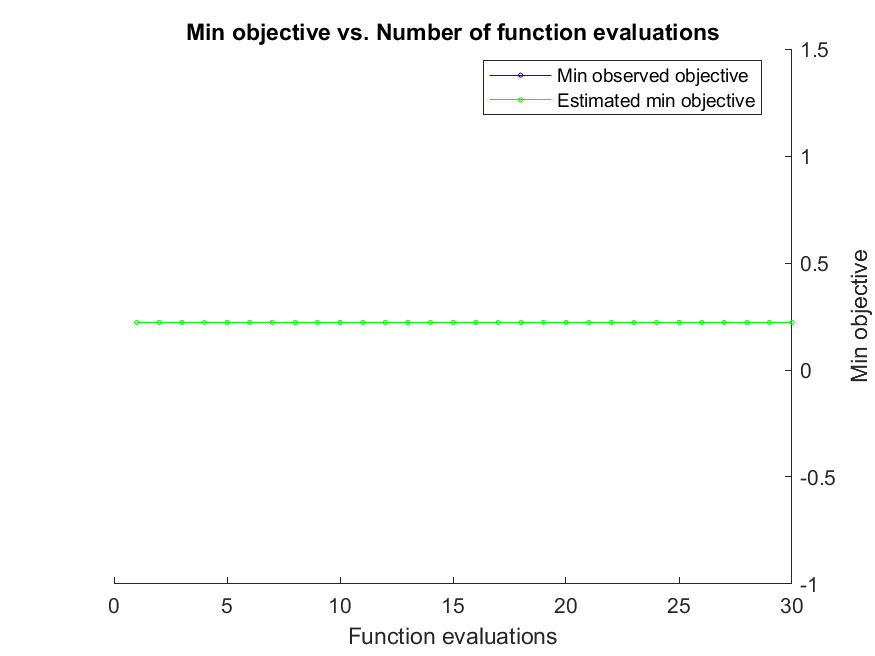 Min objective vs. Number of function evaluations
Min observed objective
Estimated min objective
1.5
1
0.5
0
-0.5
-1
Min objective
0 5 10 15 20 25 30
Function evaluations